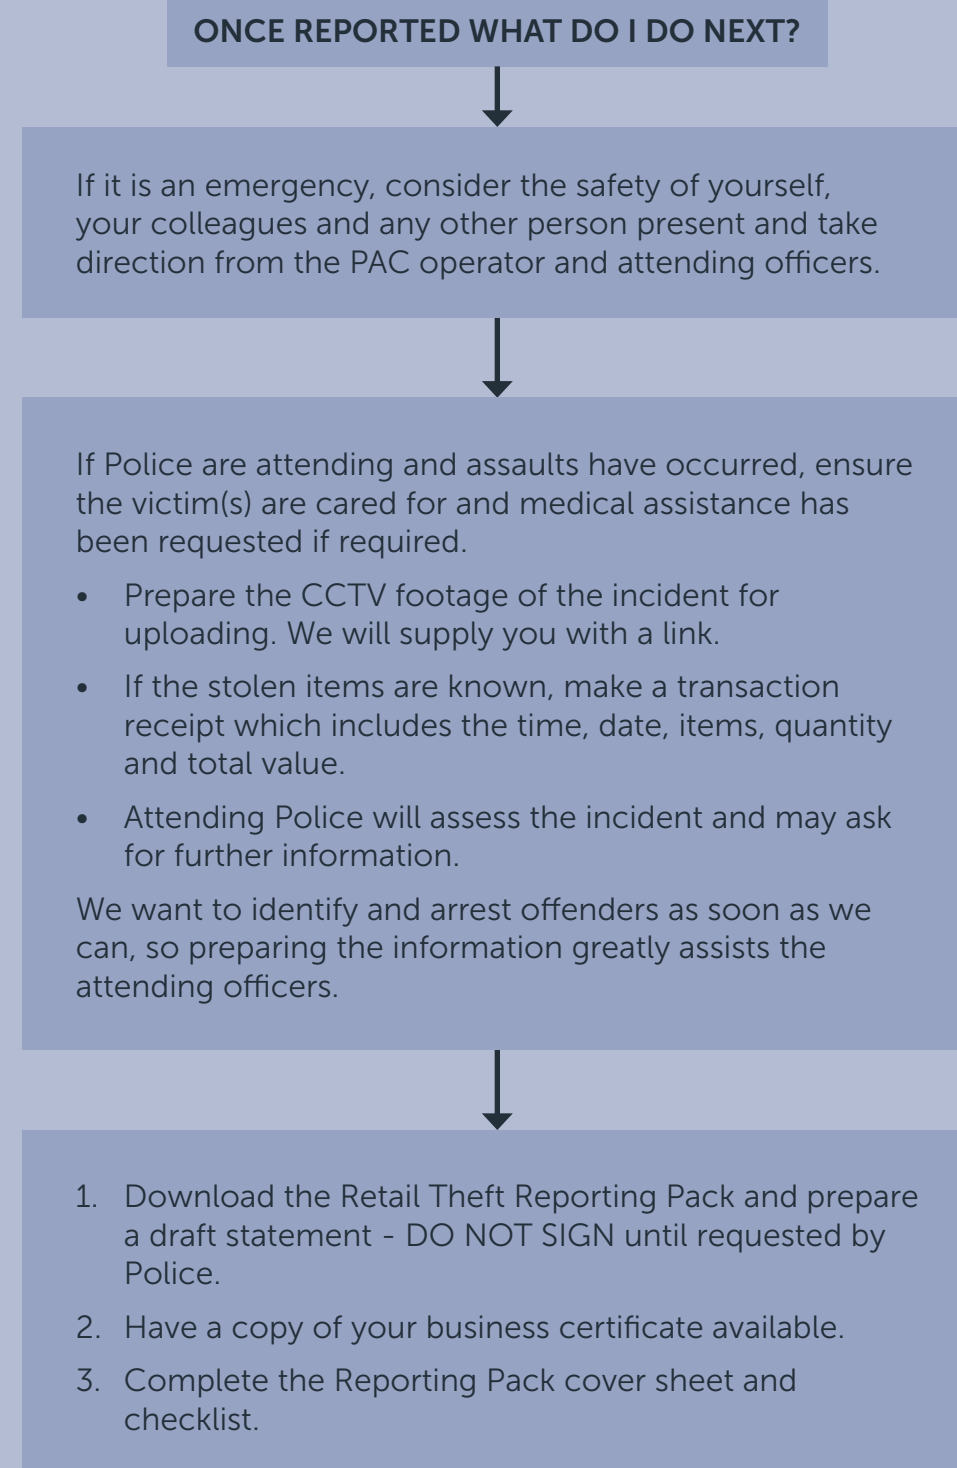 ONCE REPORTED WHAT DO I DO NEXT?
If it is an emergency, consider the safety of yourself,
your colleagues and any other person present and take
direction from the PAC operator and attending officers.
If Police are attending and assaults have occurred, ensure
the victim(s) are cared for and medical assistance has
been requested if required.
• Prepare the CCTV footage of the incident for
uploading. We will supply you with a link.
• If the stolen items are known, make a transaction
receipt which includes the time, date, items, quantity
and total value.
• Attending Police will assess the incident and may ask
for further information.
We want to identify and arrest offenders as soon as we
can, so preparing the information greatly assists the
attending officers.
1. Download the Retail Theft Reporting Pack and prepare
a draft statement - DO NOT SIGN until requested by
Police.
2. Have a copy of your business certificate available.
3. Complete the Reporting Pack cover sheet and
checklist.